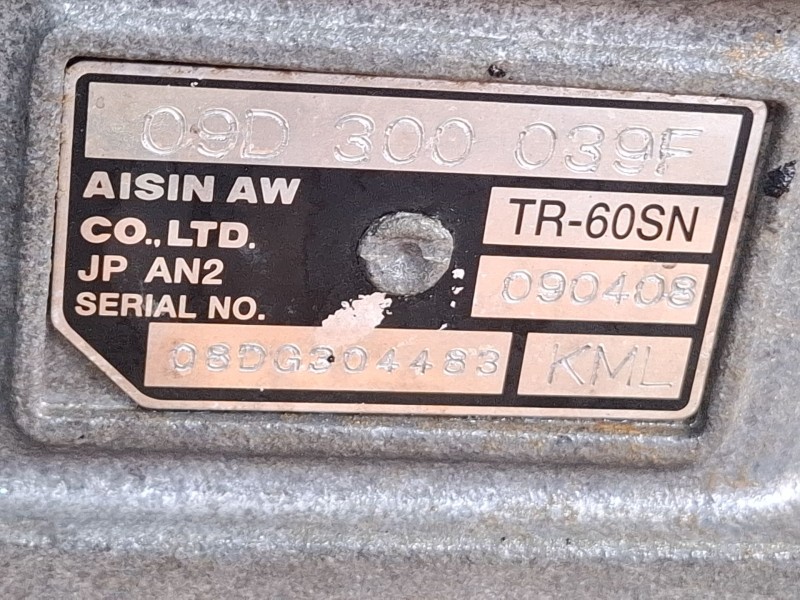 09D 300 039F
AISIN AW
CO., LTD.
TR-60SN
JP AN2
090408
SERIAL NO.
08DG304483
KML